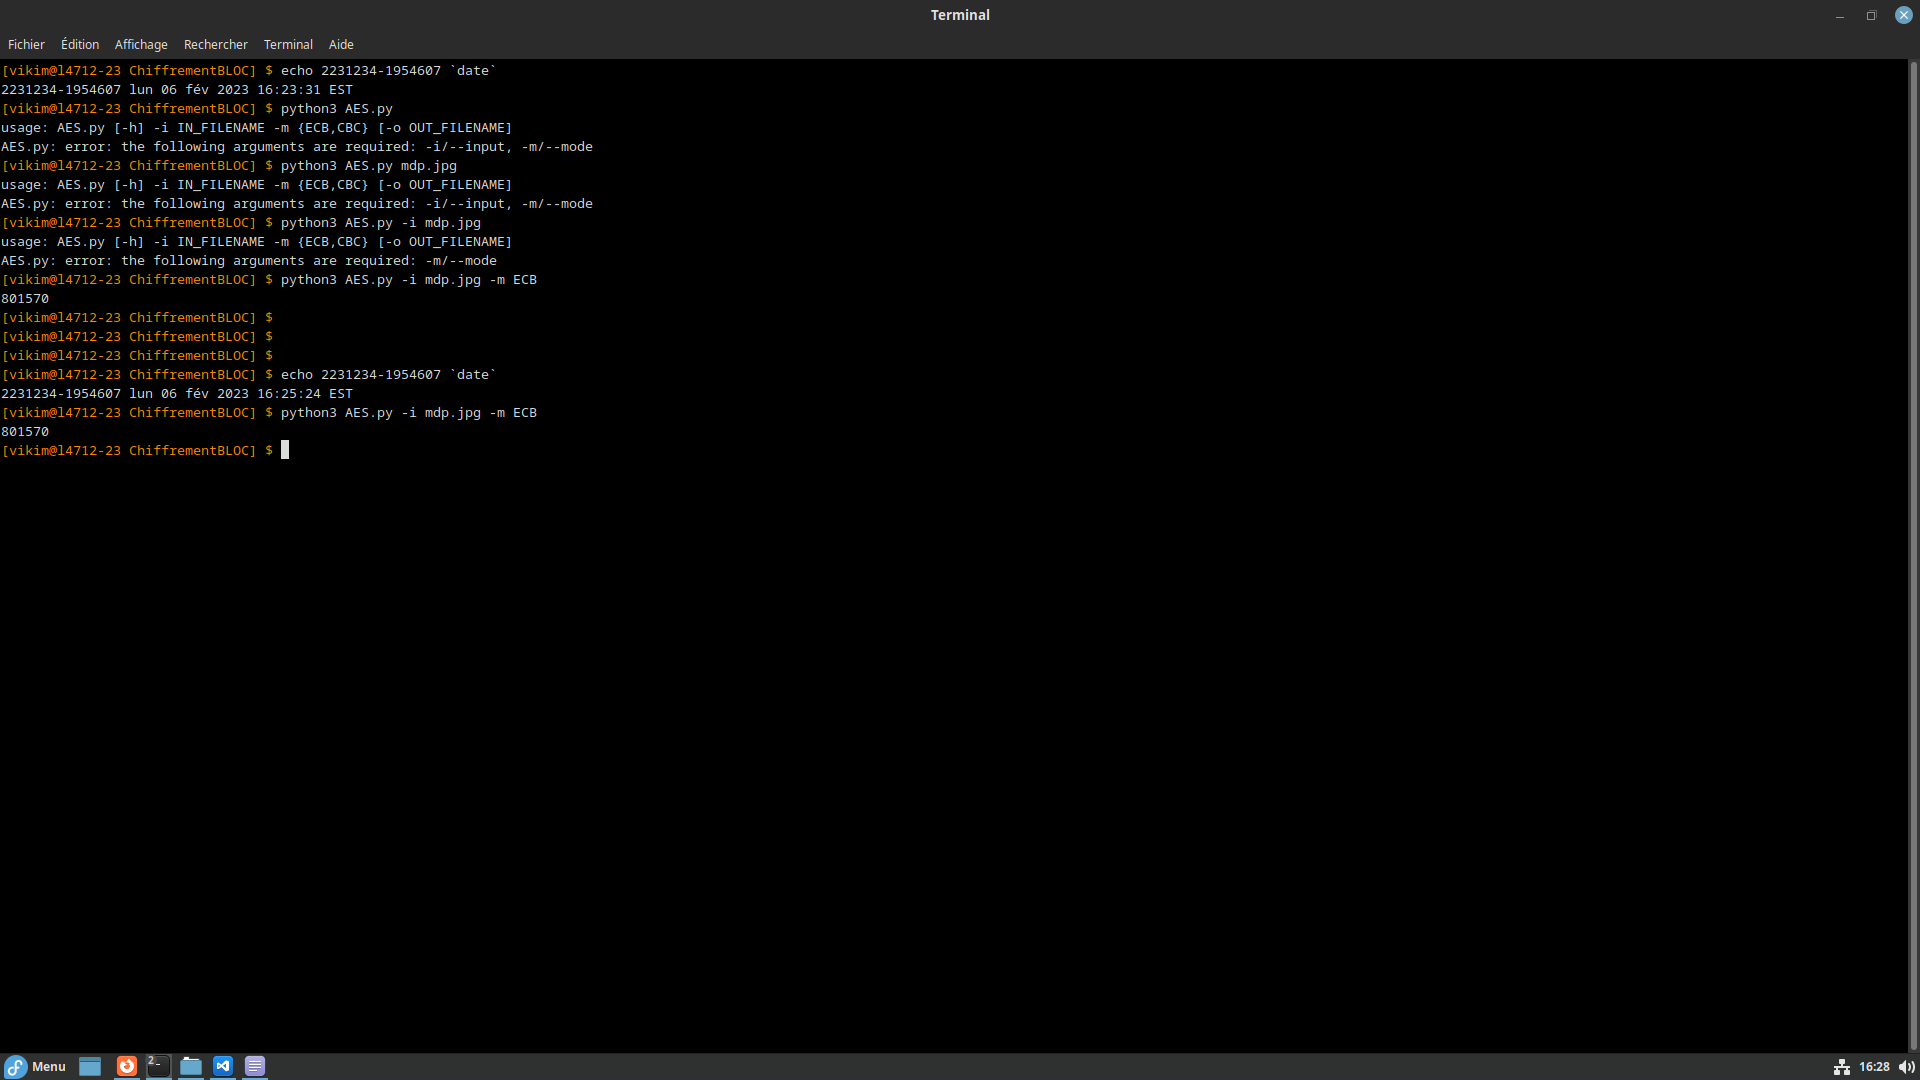 Terminal
Fichier Édition Affichage Rechercher Terminal Aide
[vikim@l4712-23 ChiffrementBLOC] $ echo 2231234-1954607 `date`
2231234-1954607 lun 06 fév 2023 16:23:31 EST
[vikim@l4712-23 ChiffrementBLOC] $ python3 AES.py
usage: AES.py [-h] -i IN_FILENAME -m {ECB,CBC} [-o OUT_FILENAME]
AES.py: error: the following arguments are required: -i/--input, -m/--mode
[vikim@l4712-23 ChiffrementBLOC] $ python3 AES.py mdp.jpg
usage: AES.py [-h] -i IN_FILENAME -m {ECB,CBC} [-o OUT_FILENAME]
AES.py: error: the following arguments are required: -i/--input, -m/--mode
[vikim@l4712-23 ChiffrementBLOC] $ python3 AES.py -i mdp.jpg
usage: AES.py [-h] -i IN_FILENAME -m {ECB,CBC} [-o OUT_FILENAME]
AES.py: error: the following arguments are required: -m/--mode
[vikim@l4712-23 ChiffrementBLOC] $ python3 AES.py -i mdp.jpg -m ECB
801570
[vikim@l4712-23 ChiffrementBLOC] $
[vikim@l4712-23 ChiffrementBLOC] $
[vikim@l4712-23 ChiffrementBLOC] $
[vikim@l4712-23 ChiffrementBLOC] $ echo 2231234-1954607 `date`
2231234-1954607 lun 06 fév 2023 16:25:24 EST
[vikim@l4712-23 ChiffrementBLOC] $ python3 AES.py -i mdp.jpg -m ECB
801570
[vikim@l4712-23 ChiffrementBLOC] $
Menu 2 16:28